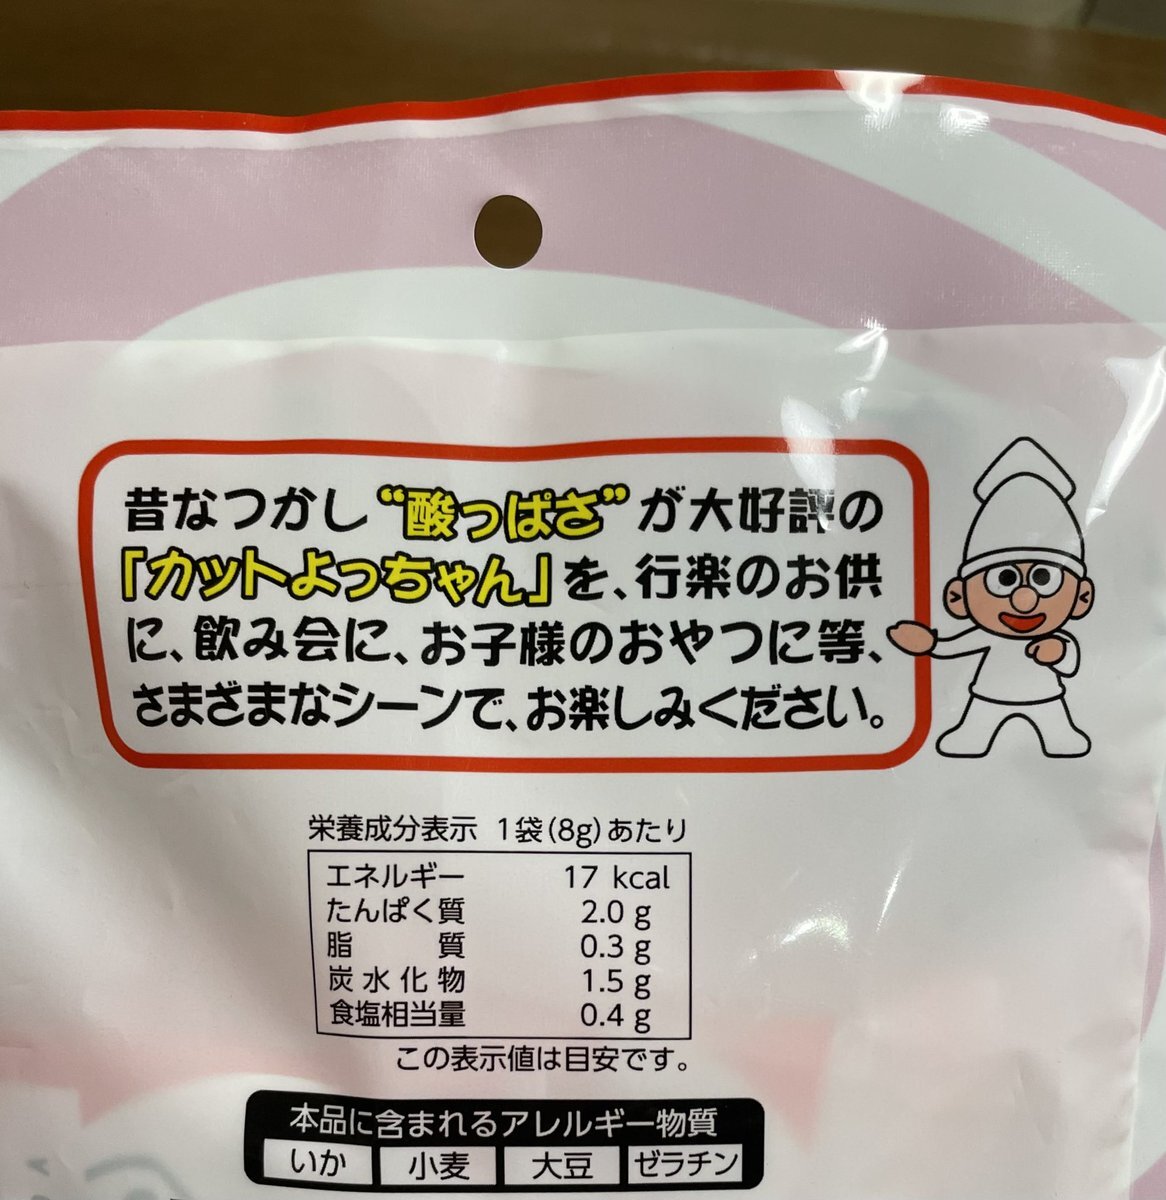 昔なつかし“酸っぱさ”が大好評の
「カットよっちゃん」を、行楽のお供
に、飲み会に、お子様のおやつに等、
さまざまなシーンで、お楽しみください。
栄養成分表示 1袋(8g)あたり
エネルギー 17 kcal
たんぱく質 2.0 g
脂質 0.3 g
炭水化物 1.5 g
食塩相当量 0.4 g
この表示値は目安です。
本品に含まれるアレルギー物質
いか 小麦 大豆 ゼラチン